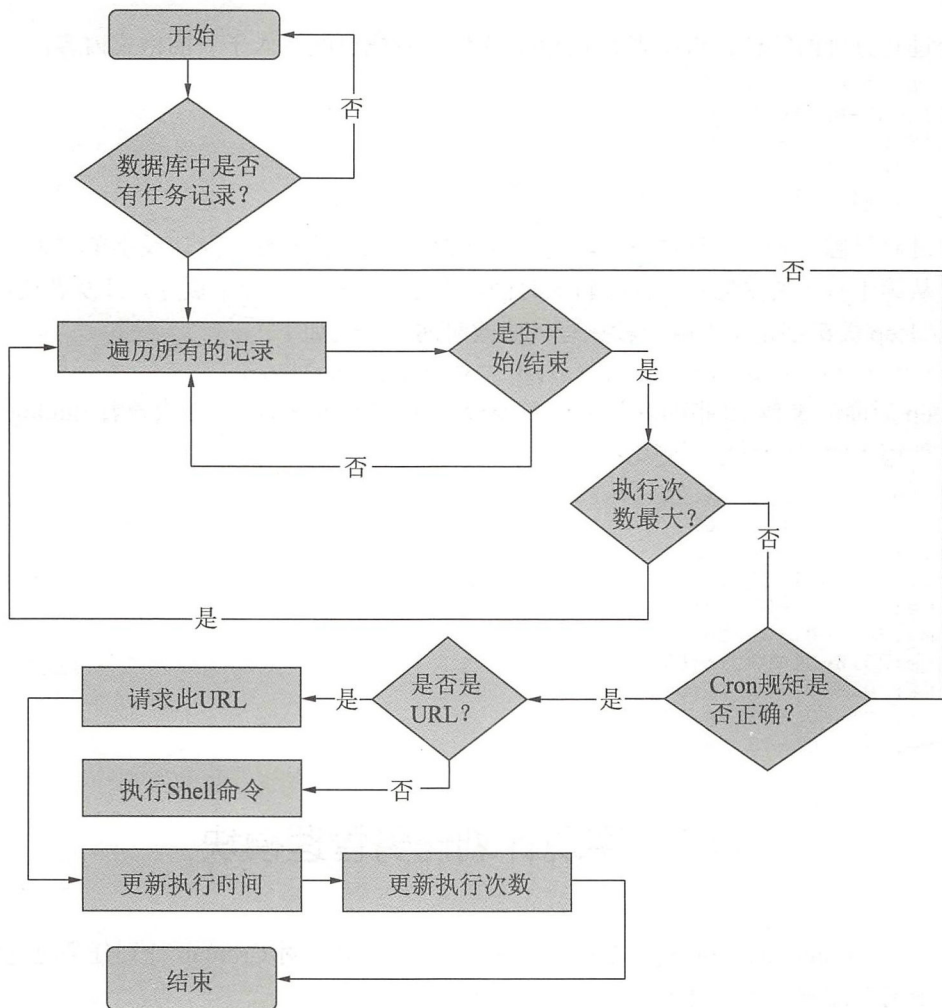 开始
否
数据库中是否
有任务记录？
否
遍历所有的记录
是否开
始/结束
是
否
执行次
数最大？
否
是
请求此URL
是
是否是
URL？
是
Cron规矩是
否正确？
执行Shell命令
否
更新执行时间
更新执行次数
结束